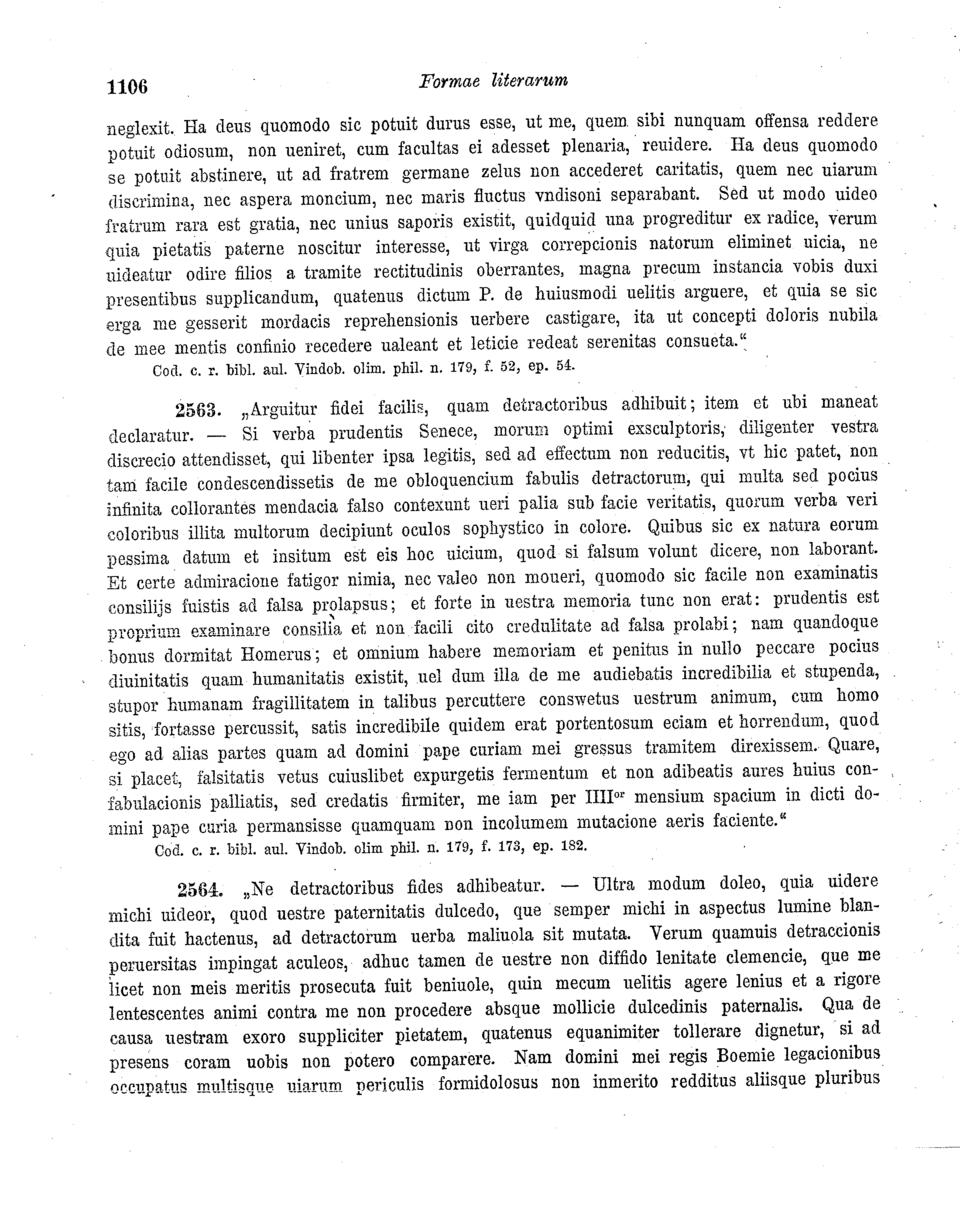 1106
Formae literarum
neglexit. Ha deus quomodo sic potuit durus esse, ut me, quem sibi nunquam offensa reddere
potuit odiosum, non ueniret, cum facultas ei adesset plenaria, reuidere. Ha deus quomodo
se potuit abstinere, ut ad fratrem germane zelus non accederet caritatis, quem nec uiarum
discrimina, nec aspera moncium, nec maris fluctus vndisoni separabant. Sed ut modo uideo
fratrum rara est gratia, nec unius saporis existit, quidquid una progreditur ex radice, verum
quia pietatis paterne noscitur interesse, ut virga correpcionis natorum eliminet uicia, ne
uideatur odire filios a tramite rectitudinis oberrantes, magna precum instancia vobis duxi
presentibus supplicandum, quatenus dictum P. de huiusmodi uelitis arguere, et quia se sic
erga me gesserit mordacis reprehensionis uerbere castigare, ita ut concepti doloris nubila
de mee mentis confinio recedere ualeant et leticie redeat serenitas consueta.“
Cod. c. r. bibl. aul. Vindob. olim. phil. n. 179, f. 52, ep. 54.
2563. „Arguitur fidei facilis, quam detractoribus adhibuit; item et ubi maneat
declaratur. — Si verba prudentis Senece, morum optimi exsculptoris, diligenter vestra
discrecio attendisset, qui libenter ipsa legitis, sed ad effectum non reducitis, vt hic patet, non
tam facile condescendissetis de me obloquencium fabulis detractorum, qui multa sed pocius
infinita collorantes mendacia falso contexunt ueri palia sub facie veritatis, quorum verba veri
coloribus illita multorum decipiunt oculos sophystico in colore. Quibus sic ex natura eorum
pessima datum et insitum est eis hoc uicium, quod si falsum volunt dicere, non laborant.
Et certe admiracione fatigor nimia, nec valeo non moueri, quomodo sic facile non examinatis
consilijs fuistis ad falsa prolapsus; et forte in uestra memoria tunc non erat: prudentis est
proprium examinare consilia et non facili cito credulitate ad falsa prolabi; nam quandoque
bonus dormitat Homerus; et omnium habere memoriam et penitus in nullo peccare pocius
diuinitatis quam humanitatis existit, uel dum illa de me audiebatis incredibilia et stupenda,
stupor humanam fragillitatem in talibus percuttere conswetus uestrum animum, cum homo
sitis, fortasse percussit, satis incredibile quidem erat portentosum eciam et horrendum, quod
ego ad alias partes quam ad domini pape curiam mei gressus tramitem direxissem. Quare,
si placet, falsitatis vetus cuiuslibet expurgetis fermentum et non adibeatis aures huius con-
fabulacionis palliatis, sed credatis firmiter, me iam per IIIIor mensium spacium in dicti do-
mini pape curia permansisse quamquam non incolumem mutacione aeris faciente.“
Cod. c. r. bibl. aul. Vindob. olim phil. n. 179, f. 173, ep. 182.
2564. „Ne detractoribus fides adhibeatur. — Ultra modum doleo, quia uidere
michi uideor, quod uestre paternitatis dulcedo, que semper michi in aspectus lumine blan-
dita fuit hactenus, ad detractorum uerba maliuola sit mutata. Verum quamuis detraccionis
peruersitas impingat aculeos, adhuc tamen de uestre non diffido lenitate clemencie, que me
licet non meis meritis prosecuta fuit beniuole, quin mecum uelitis agere lenius et a rigore
lentescentes animi contra me non procedere absque mollicie dulcedinis paternalis. Qua de
causa uestram exoro suppliciter pietatem, quatenus equanimiter tollerare dignetur, si ad
presens coram uobis non potero comparere. Nam domini mei regis Boemie legacionibus
occupatus multisque uiarum periculis formidolosus non inmerito redditus aliisque pluribus